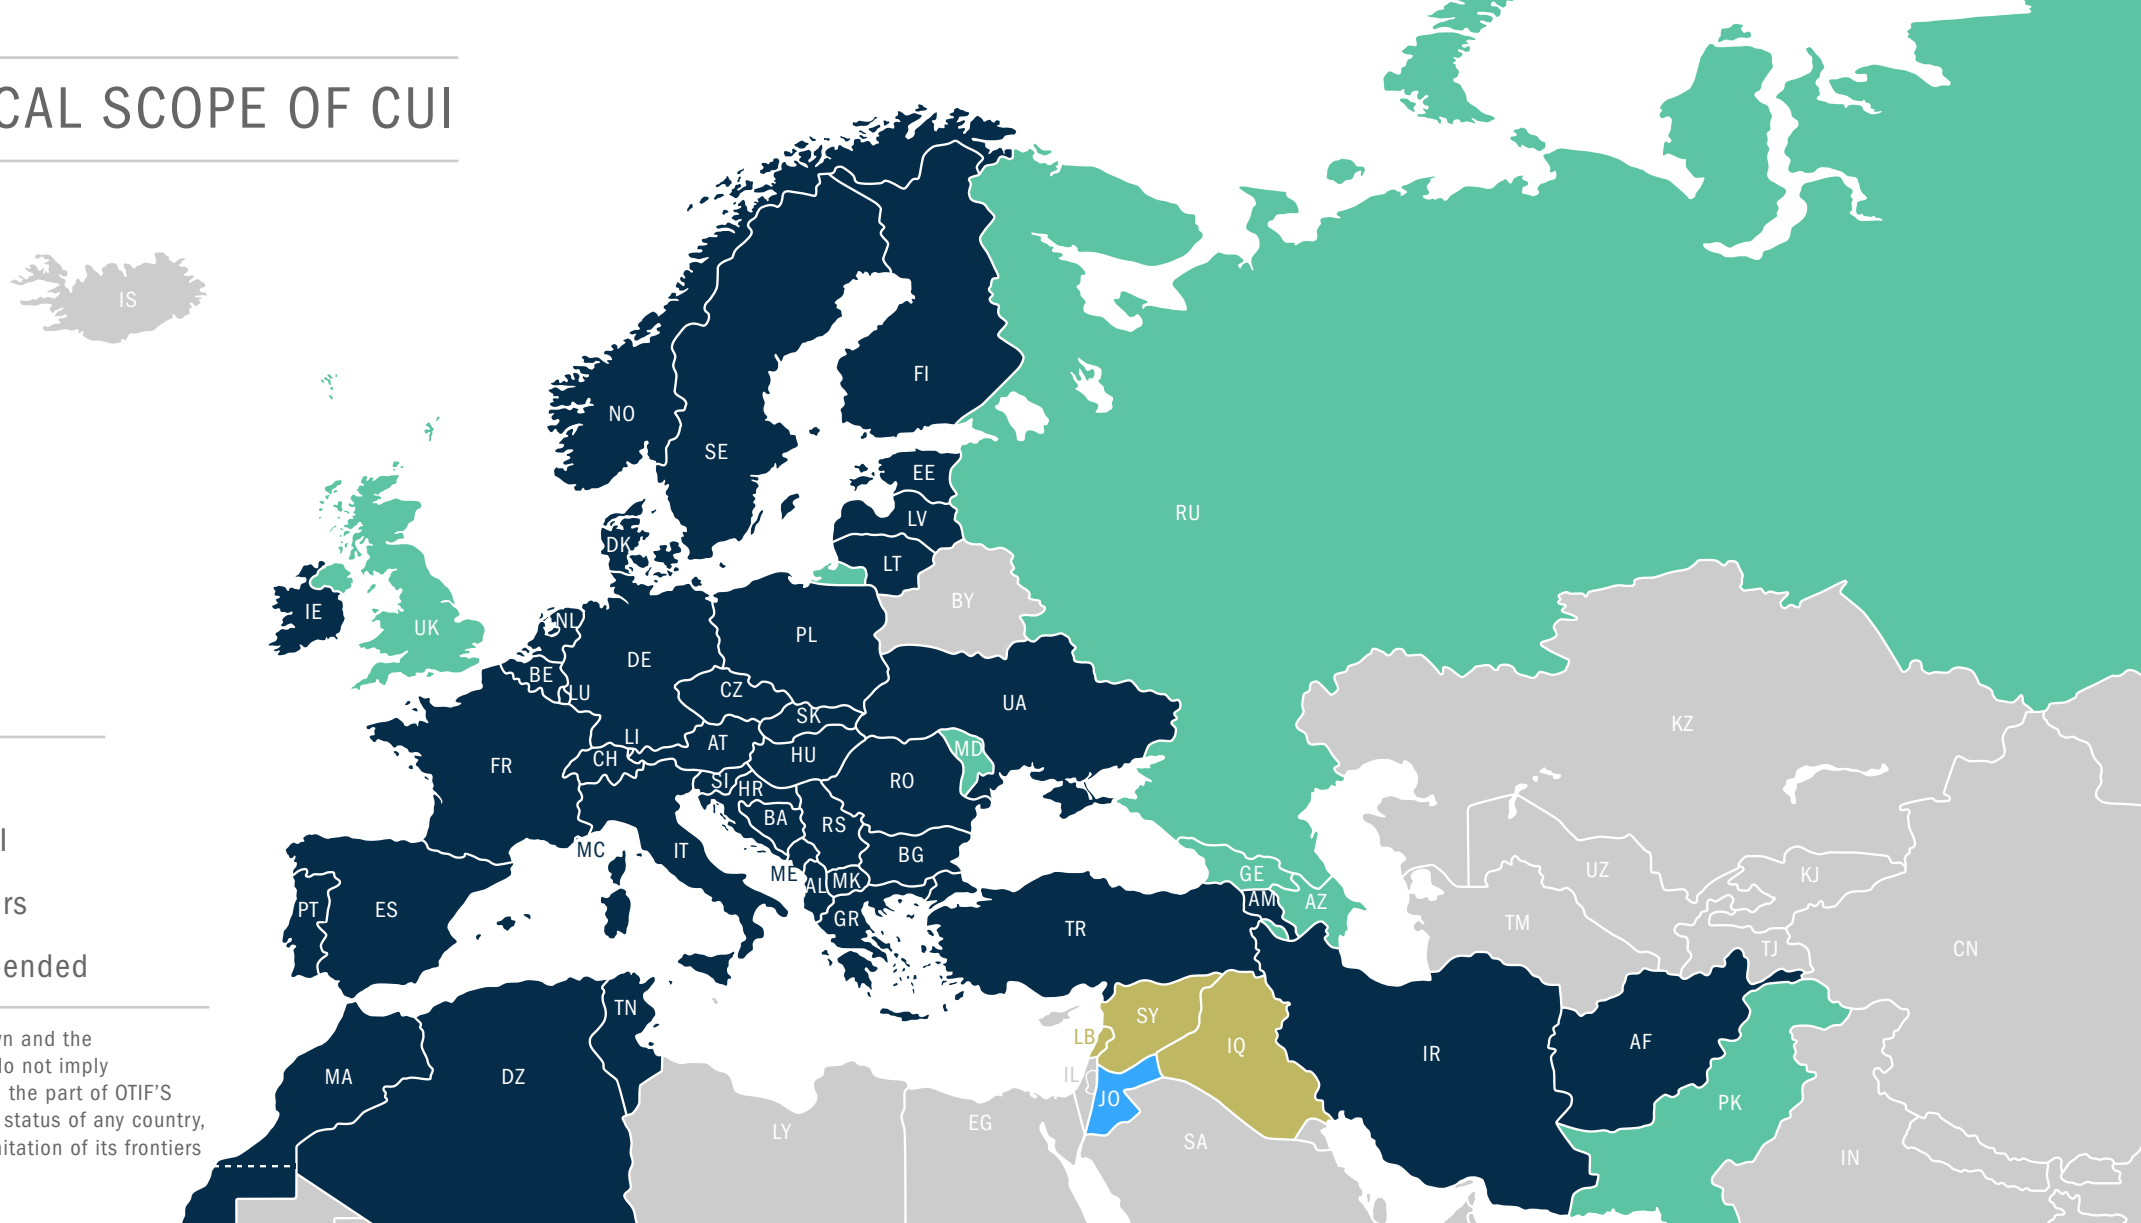 CAL SCOPE OF CUI
IS
FI
NO
SE
EE
RU
LV
DK
LT
BY
IE
NL
UK
PL
DE
BE
LU
CZ
UA
SK
KZ
LI
AT
MD
HU
CH
FR
RO
SI
HR
BA
RS
l
MC
IT
BG
UZ
ME
GE
KJ
AL
MK
AM
AZ
rs
PT
ES
GR
TM
TR
TJ
CN
ended
TN
SY
LB
IQ
AF
wn and the
IR
do not imply
MA
DZ
IL
the part of OTIF'S
JO
PK
status of any country,
LY
EG
SA
mitation of its frontiers
IN